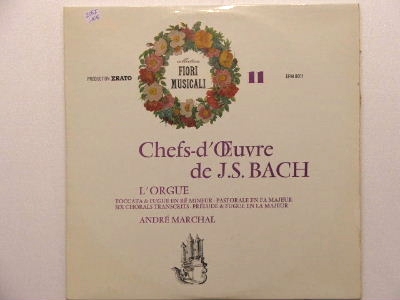 collection
FIORI
MUSICALI
PRODUCTION ERATO
11
EFM 8011
Chefs-d'Œuvre
de J.S. BACH
L'ORGUE
TOCCATA & FUGUE EN RÉ MINEUR - PASTORALE EN FA MAJEUR
SIX CHORALS TRANSCRITS - PRÉLUDE & FUGUE EN LA MAJEUR
ANDRÉ MARCHAL